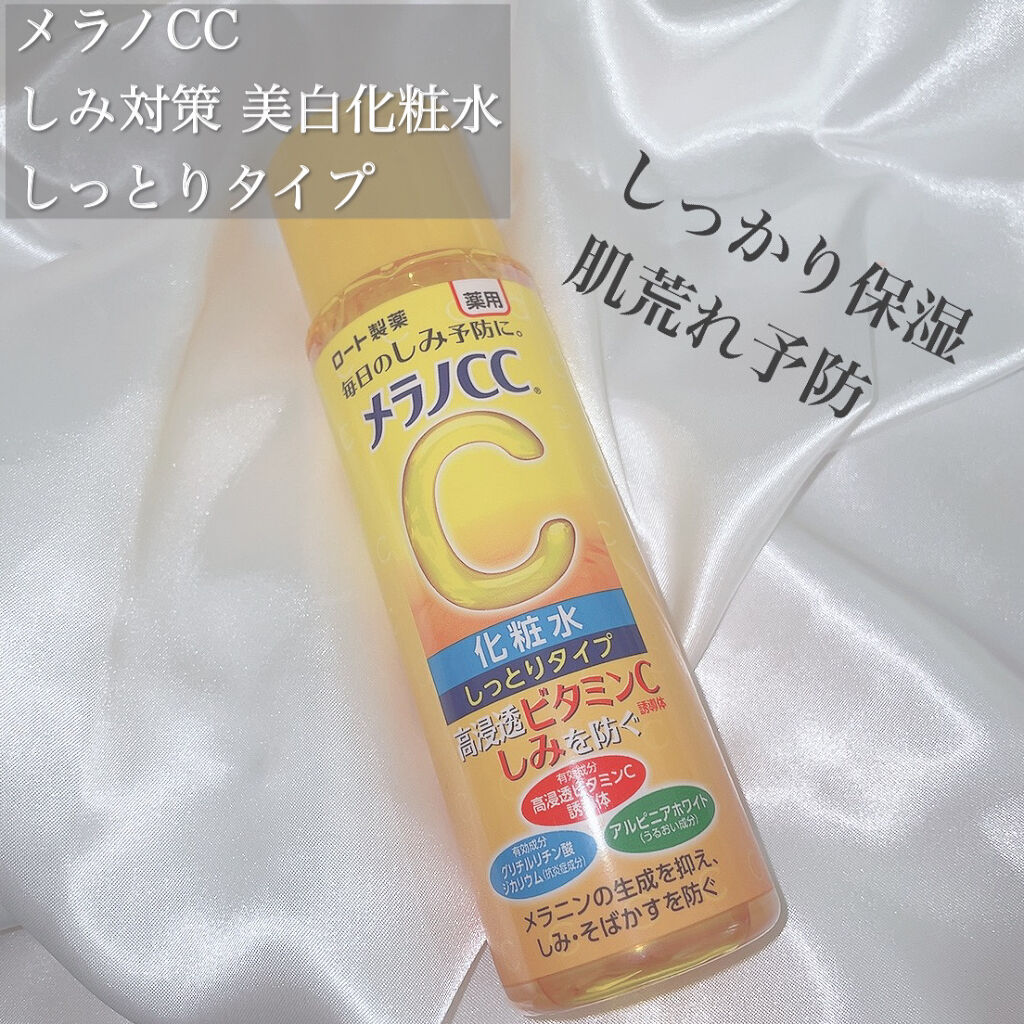 メラノCC
しみ対策 美白化粧水
しっとりタイプ
しっかり保湿
肌荒れ予防
薬用
ロート製薬
毎日のしみ予防に。
メラノCC®
C
化粧水
しっとりタイプ
高浸透ビタミンC誘導体
しみを防ぐ
有効成分
高浸透ビタミンC
誘導体
アルピニアホワイト
(うるおい成分)
有効成分
グリチルリチン酸
ジカリウム(抗炎症成分)
メラニンの生成を抑え、
しみ・そばかすを防ぐ